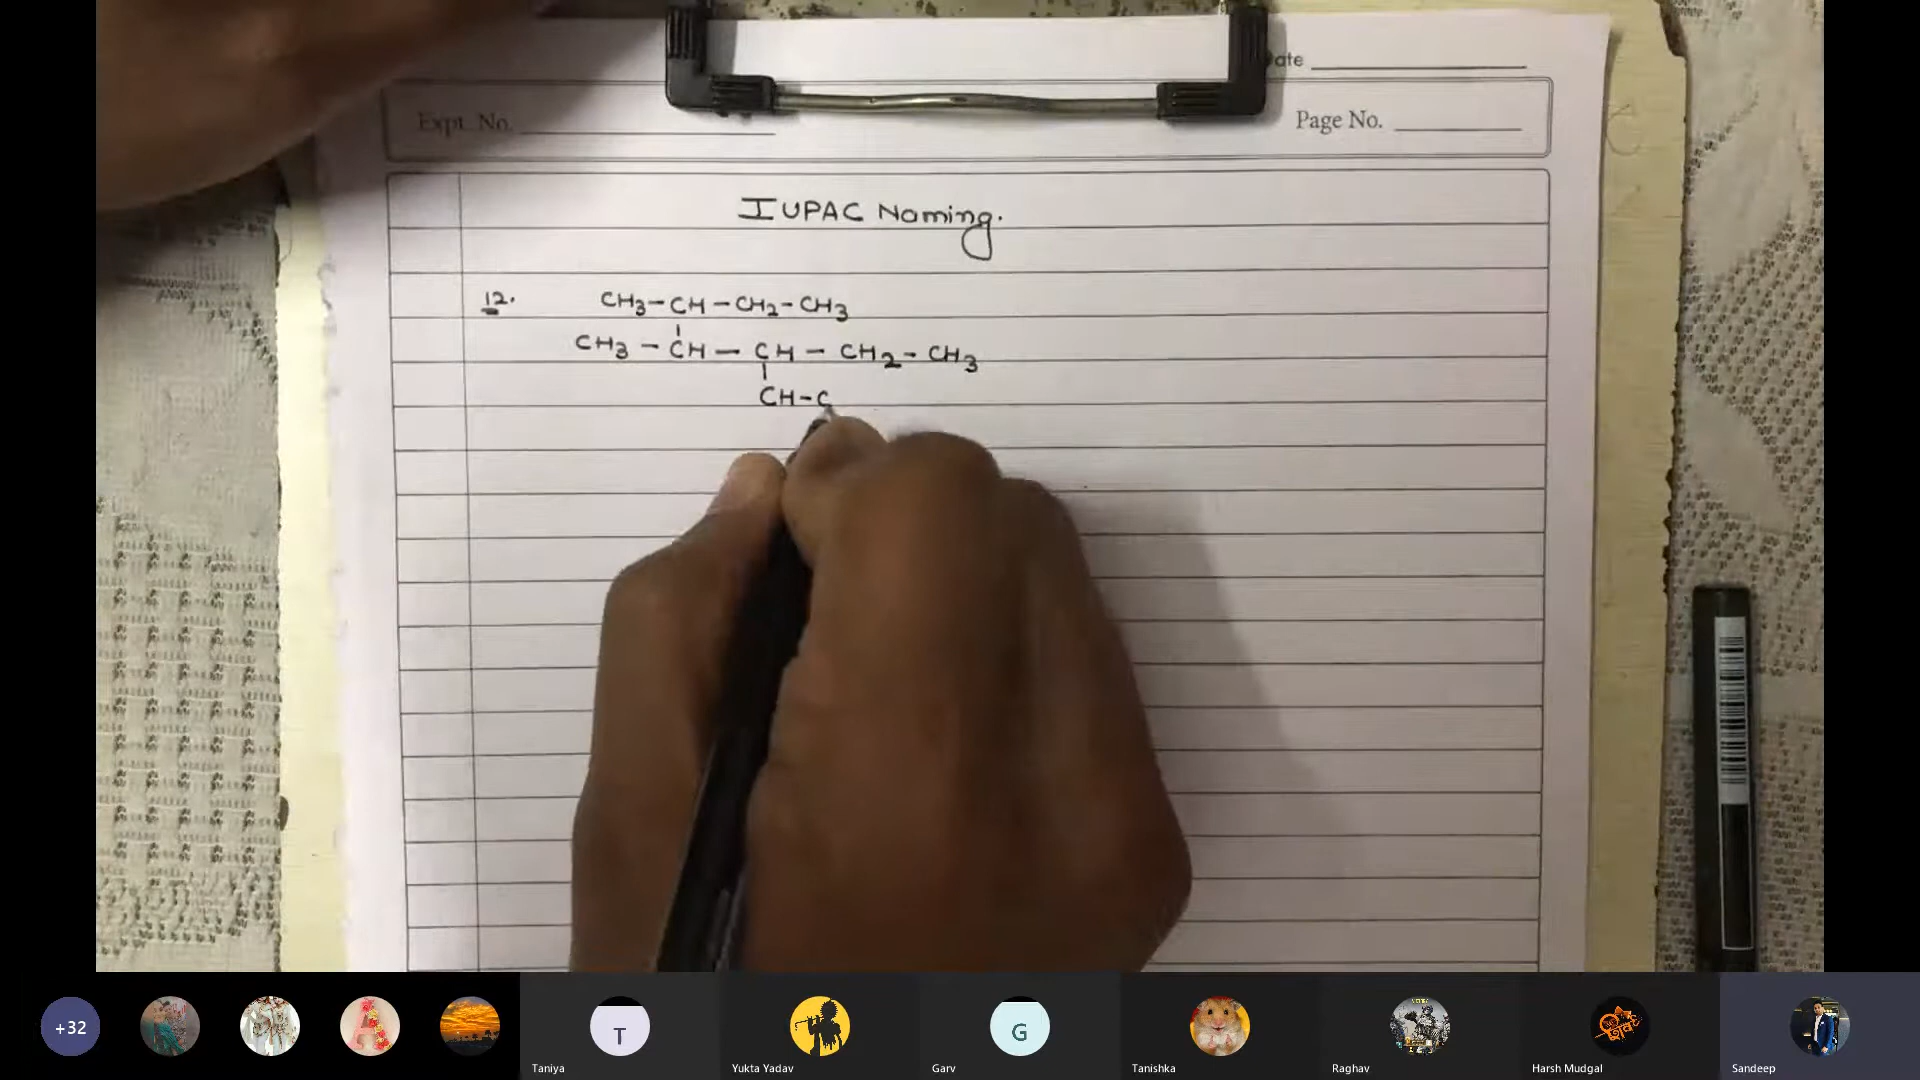 Date
Expt. No.
Page No.
IUPAC Naming.
12. CH3-CH-CH2-CH3
CH3-CH-CH-CH2-CH3
CH-C
+32
T
G
Taniya
Yukta Yadav
Garv
Tanishka
Raghav
Harsh Mudgal
Sandeep